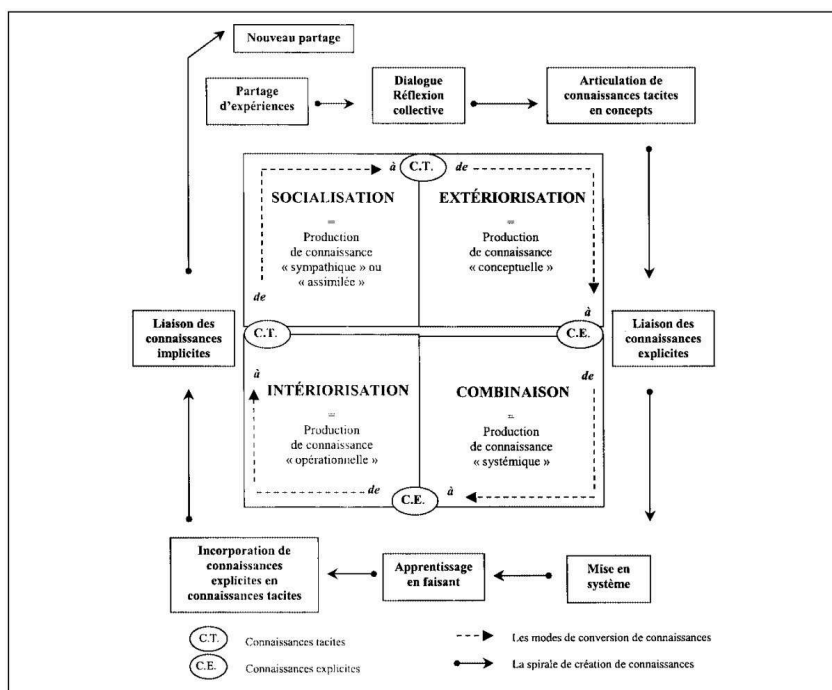 Nouveau partage
Partage
d'expériences
Dialogue
Réflexion
collective
Articulation de
connaissances tacites
en concepts
à
C.T.
de
SOCIALISATION
=
Production
de connaissance
« sympathique » ou
« assimilée »
de
EXTÉRIORISATION
=
Production
de connaissance
« conceptuelle »
à
Liaison des
connaissances
implicites
C.T.
C.E.
Liaison des
connaissances
explicites
à
INTÉRIORISATION
=
Production
de connaissance
« opérationnelle »
de
de
COMBINAISON
=
Production
de connaissance
« systémique »
à
C.E.
Incorporation de
connaissances
explicites en
connaissances tacites
Apprentissage
en faisant
Mise en
système
C.T.
Connaissances tacites
Les modes de conversion de connaissances
C.E.
Connaissances explicites
La spirale de création de connaissances